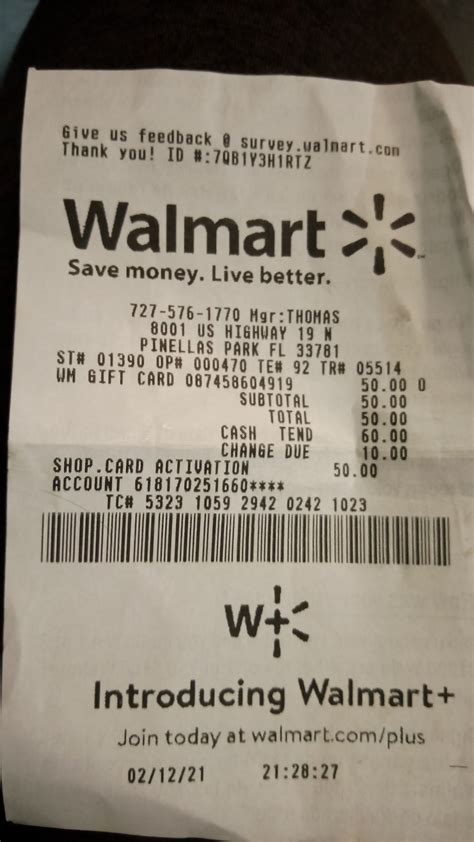 Give us feedback @ survey.walmart.com
Thank you! ID #:7QB1Y3H1RTZ
Walmart
Save money. Live better.
727-576-1770 Mgr:THOMAS
8001 US HIGHWAY 19 N
PINELLAS PARK FL 33781
ST# 01390 OP# 000470 TE# 92 TR# 05514
WM GIFT CARD 087458604919 50.00 O
SUBTOTAL 50.00
TOTAL 50.00
CASH TEND 60.00
CHANGE DUE 10.00
SHOP.CARD ACTIVATION 50.00
ACCOUNT 618170251660****
TC# 5323 1059 2942 0242 1023
W+
Introducing Walmart+
Join today at walmart.com/plus
02/12/21 21:28:27